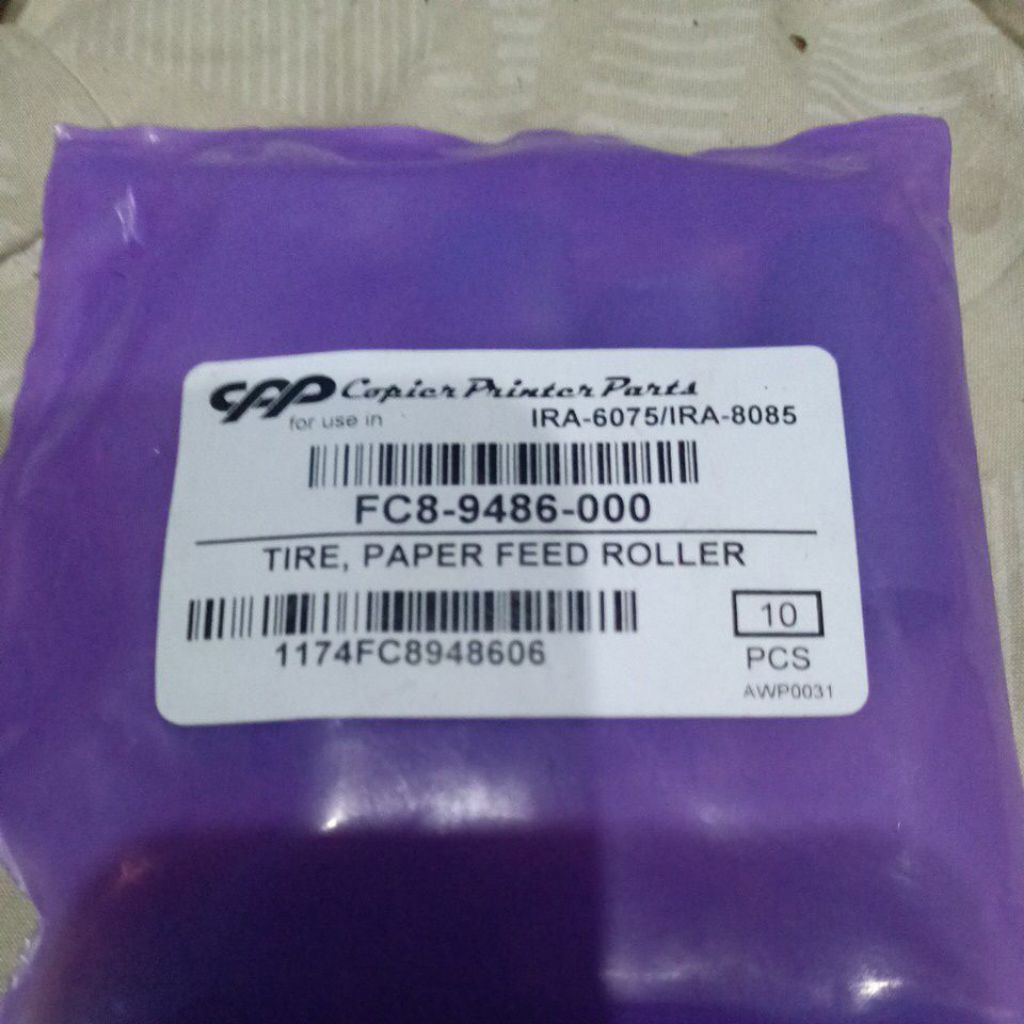 CPP Copier Printer Parts
for use in IRA-6075/IRA-8085
FC8-9486-000
TIRE, PAPER FEED ROLLER
1174FC8948606
10
PCS
AWP0031